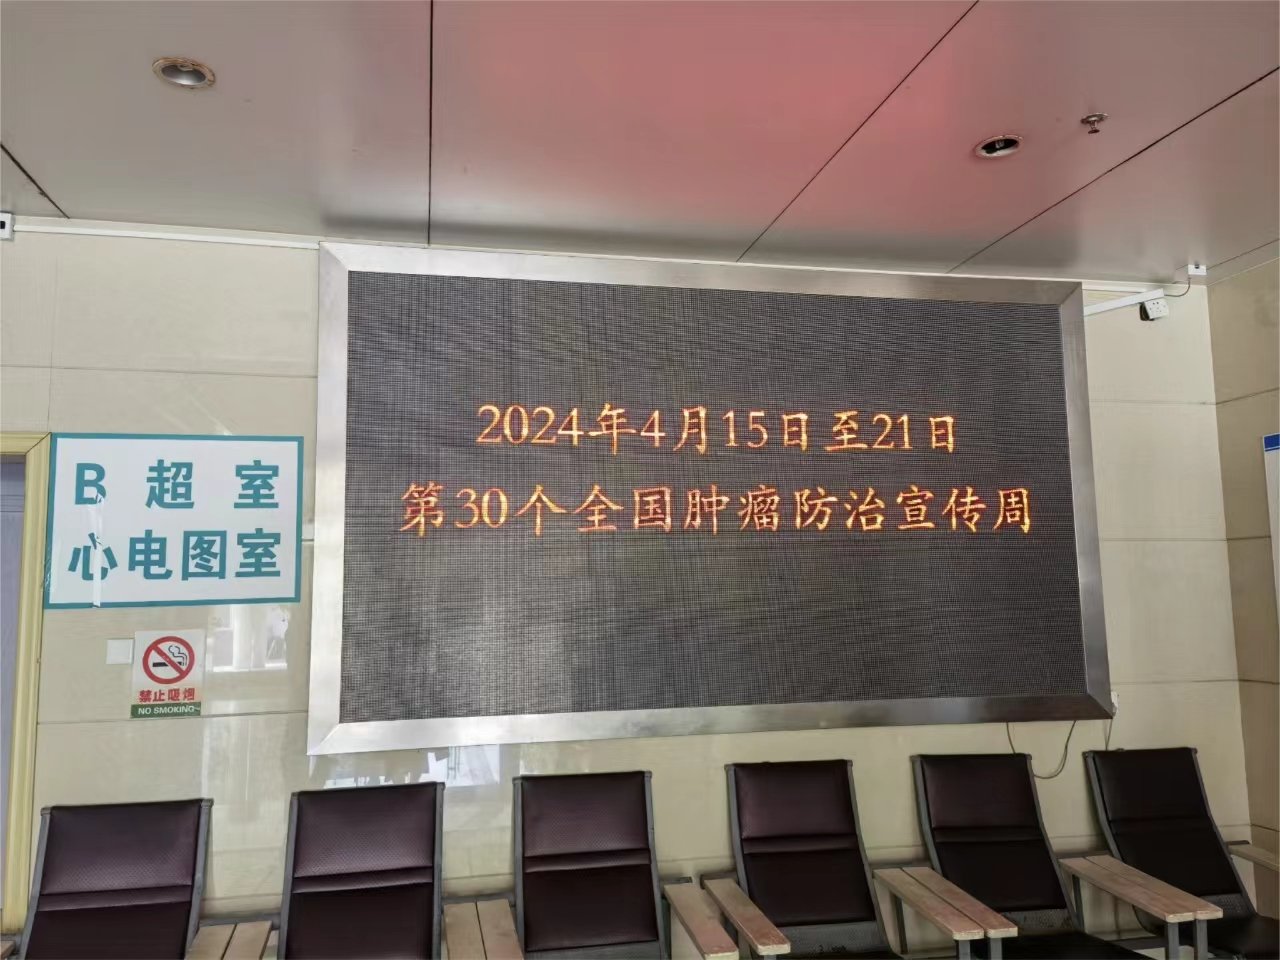 2024年4月15日至21日
第30个全国肿瘤防治宣传周
B超室
心电图室
禁止吸烟
NO SMOKING